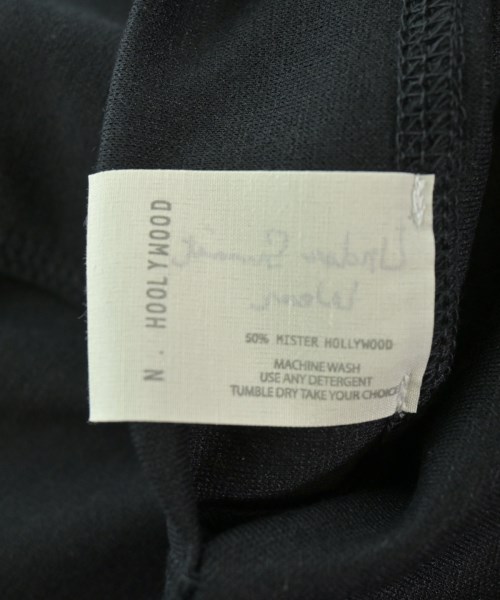 N. HOOLYWOOD
Under Summit
Wear
50% MISTER HOLLYWOOD
MACHINE WASH
USE ANY DETERGENT
TUMBLE DRY TAKE YOUR CHOICE